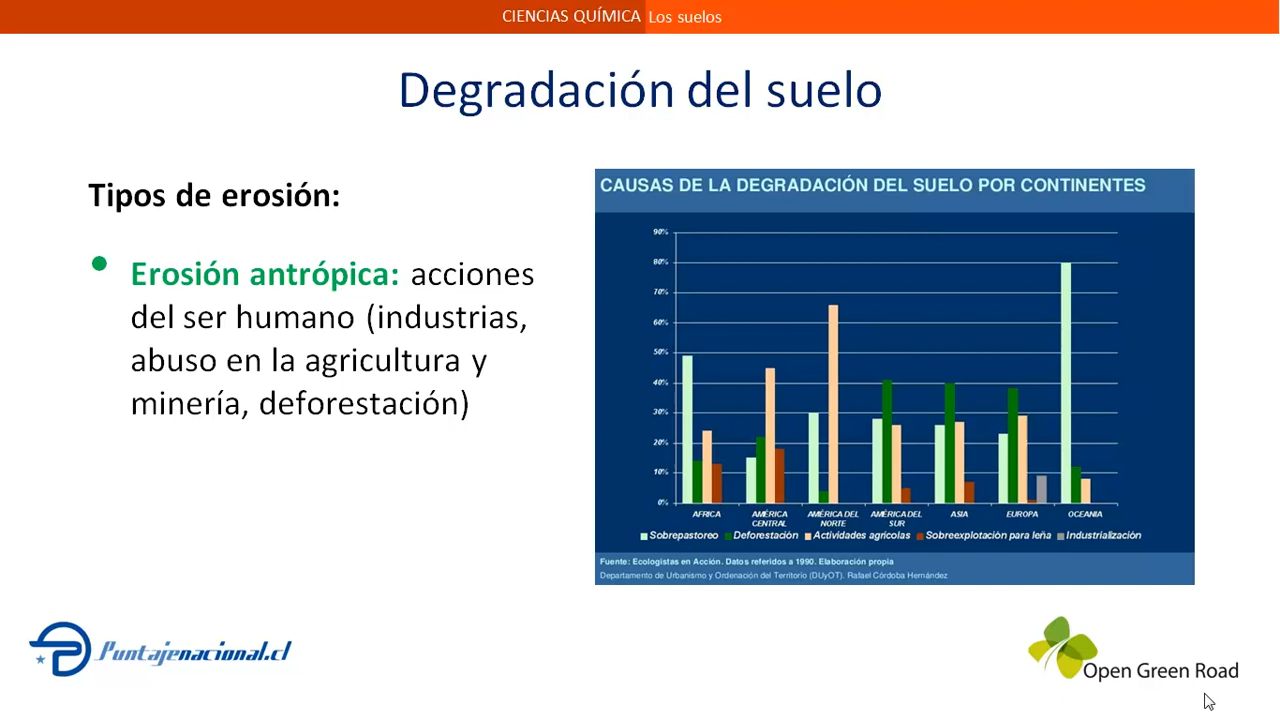 CIENCIAS QUÍMICA Los suelos
Degradación del suelo
Tipos de erosión:
• Erosión antrópica: acciones
del ser humano (industrias,
abuso en la agricultura y
minería, deforestación)
CAUSAS DE LA DEGRADACIÓN DEL SUELO POR CONTINENTES
90%
80%
70%
60%
50%
40%
30%
20%
10%
0%
AFRICA
AMÉRICA
CENTRAL
AMÉRICA DEL
NORTE
AMÉRICA DEL
SUR
ASIA
EUROPA
OCEANIA
Sobrepastoreo Deforestación Actividades agrícolas Sobreexplotación para leña Industrialización
Fuente: Ecologistas en Acción. Datos referidos a 1990. Elaboración propia
Departamento de Urbanismo y Ordenación del Territorio (DUyOT). Rafael Córdoba Hernández
Puntajenacional.cl
Open Green Road